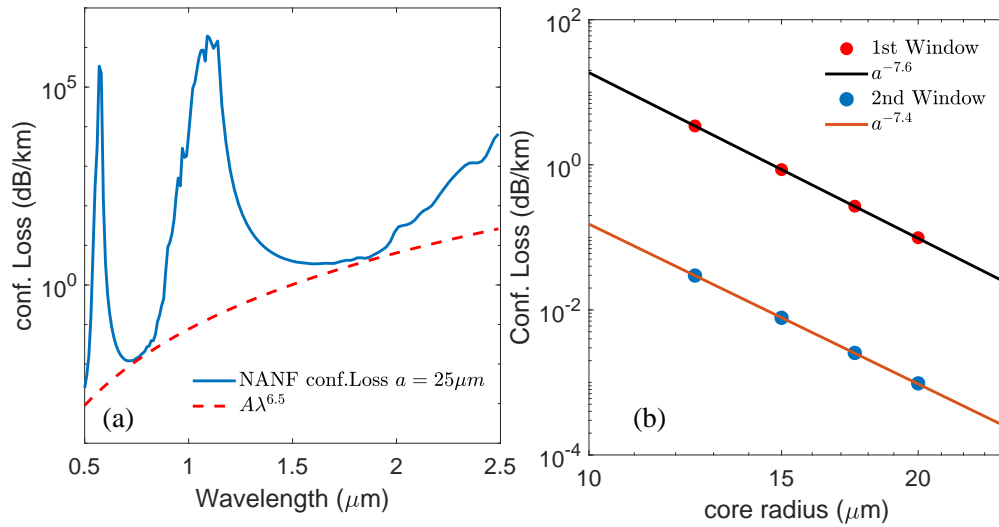 conf. Loss (dB/km)
10^5
10^0
NANF conf.Loss a = 25μm
Aλ^6.5
(a)
0.5 1 1.5 2 2.5
Wavelength (μm)
Conf. Loss (dB/km)
10^2
10^0
10^-2
10^-4
1st Window
a^-7.6
2nd Window
a^-7.4
(b)
10 15 20
core radius (μm)